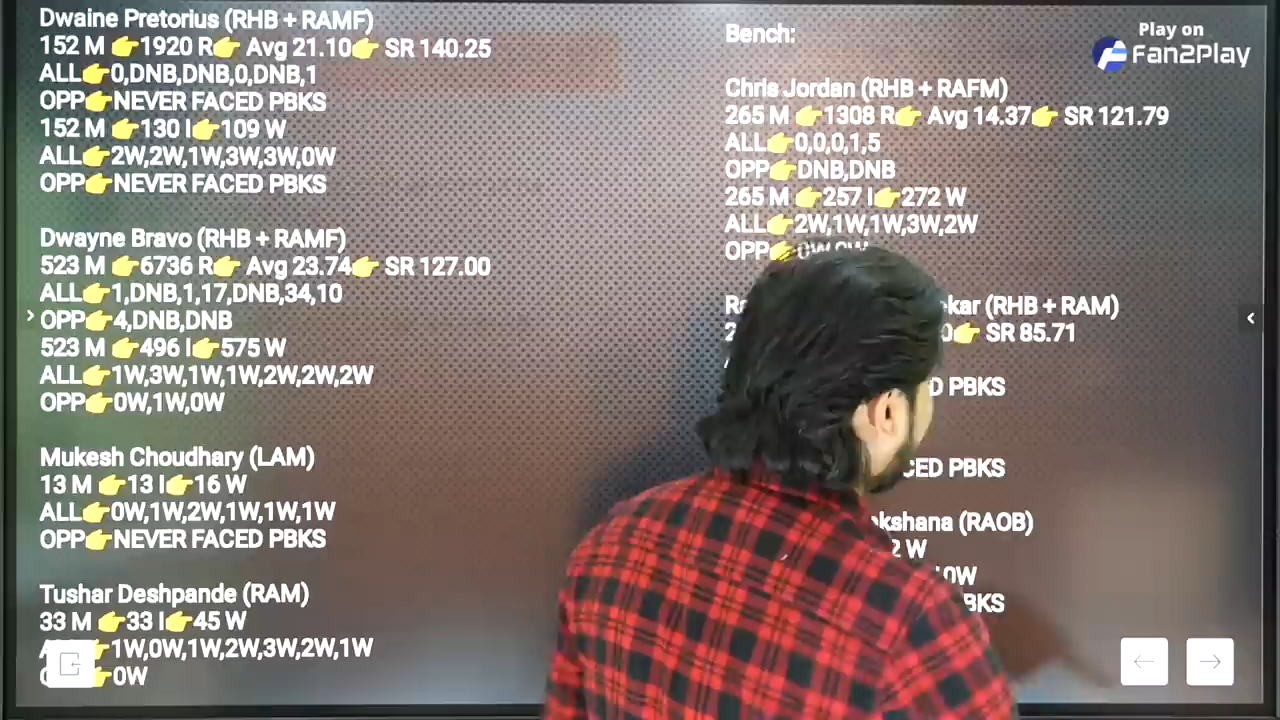 Dwaine Pretorius (RHB + RAMF)
152 M 👉1920 R👉 Avg 21.10👉 SR 140.25
ALL👉0,DNB,DNB,0,DNB,1
OPP👉NEVER FACED PBKS
152 M 👉130 I👉109 W
ALL👉2W,2W,1W,3W,3W,0W
OPP👉NEVER FACED PBKS
Dwayne Bravo (RHB + RAMF)
523 M 👉6736 R👉 Avg 23.74👉 SR 127.00
ALL👉1,DNB,1,17,DNB,34,10
OPP👉4,DNB,DNB
523 M 👉496 I👉575 W
ALL👉1W,3W,1W,1W,2W,2W,2W
OPP👉0W,1W,0W
Mukesh Choudhary (LAM)
13 M 👉13 I👉16 W
ALL👉0W,1W,2W,1W,1W,1W
OPP👉NEVER FACED PBKS
Tushar Deshpande (RAM)
33 M 👉33 I👉45 W
👉1W,0W,1W,2W,3W,2W,1W
👉0W
Bench:
Chris Jordan (RHB + RAFM)
265 M 👉1308 R👉 Avg 14.37👉 SR 121.79
ALL👉0,0,0,1,5
OPP👉DNB,DNB
265 M 👉257 I👉272 W
ALL👉2W,1W,1W,3W,2W
OPP👉0W,0W
(RHB + RAM)
👉 SR 85.71
PBKS
PBKS
(RAOB)
2 W
0W
PBKS
Play on
Fan2Play